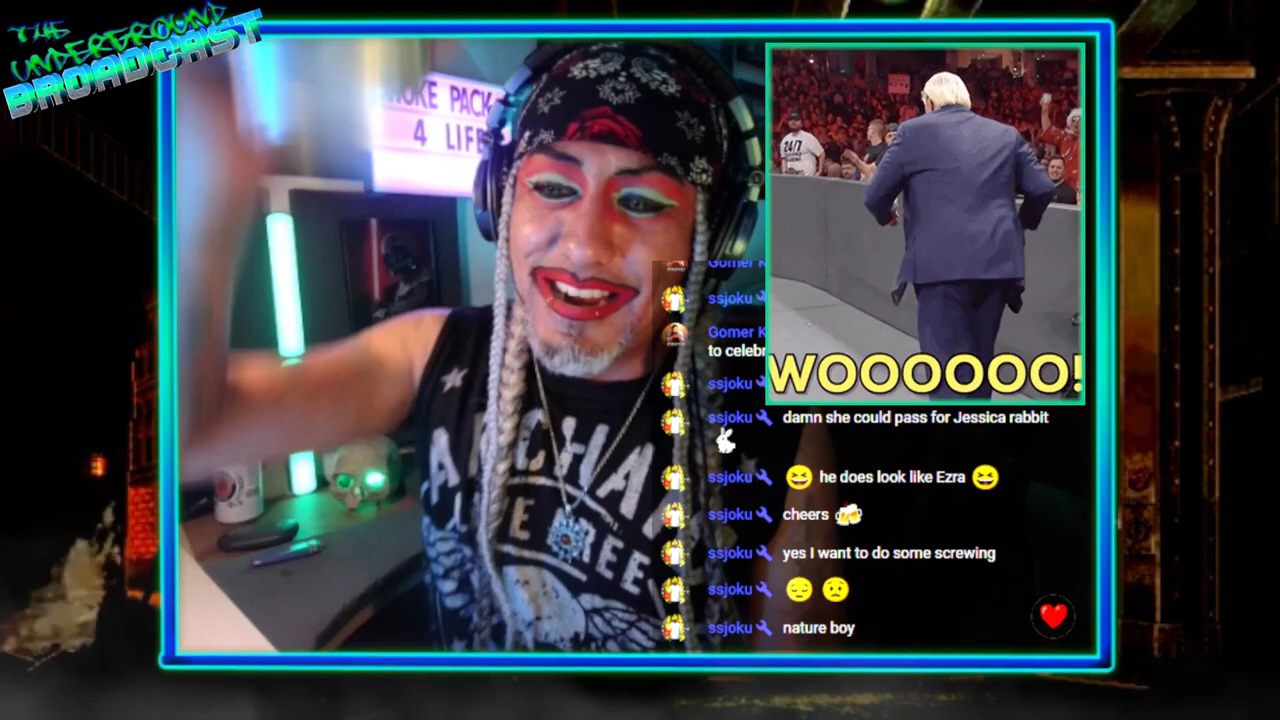 THE
UNDERGROUND
BROADCAST
OKE PACK
4 LIFE
24/7
WOOOOOO!
Gomer K
ssjoku
Gomer K
to celebr
ssjoku
ssjoku damn she could pass for Jessica rabbit
🐇
ssjoku 😆 he does look like Ezra 😆
ssjoku cheers 🍻
ssjoku yes I want to do some screwing
ssjoku 😔 😟
ssjoku nature boy